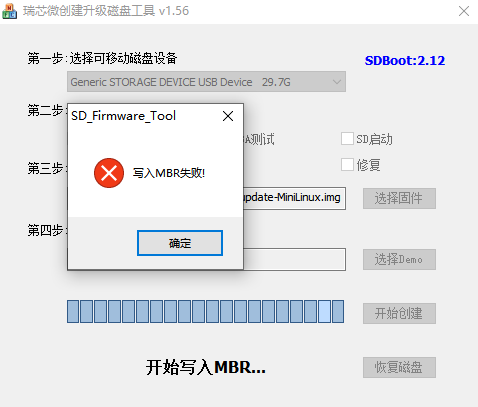 瑞芯微创建升级磁盘工具 v1.56
第一步:选择可移动磁盘设备
SDBoot:2.12
Generic STORAGE DEVICE USB Device 29.7G
第二步:
SD_Firmware_Tool
A测试
SD启动
写入MBR失败!
修复
第三步:
update-MiniLinux.img
选择固件
第四步:
确定
选择Demo
开始创建
开始写入MBR...
恢复磁盘